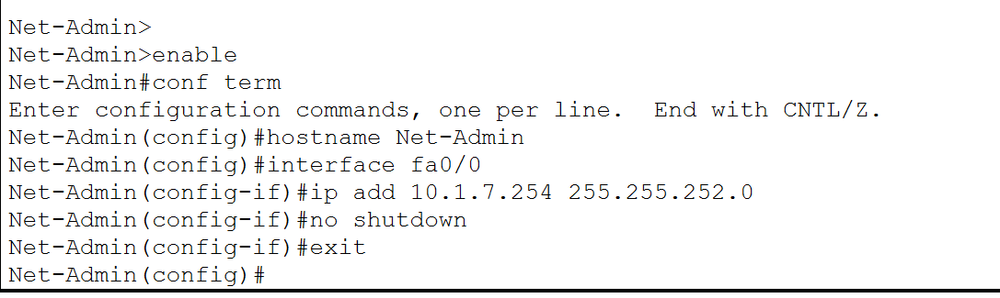 Net-Admin>
Net-Admin>enable
Net-Admin#conf term
Enter configuration commands, one per line.  End with CNTL/Z.
Net-Admin(config)#hostname Net-Admin
Net-Admin(config)#interface fa0/0
Net-Admin(config-if)#ip add 10.1.7.254 255.255.252.0
Net-Admin(config-if)#no shutdown
Net-Admin(config-if)#exit
Net-Admin(config)#